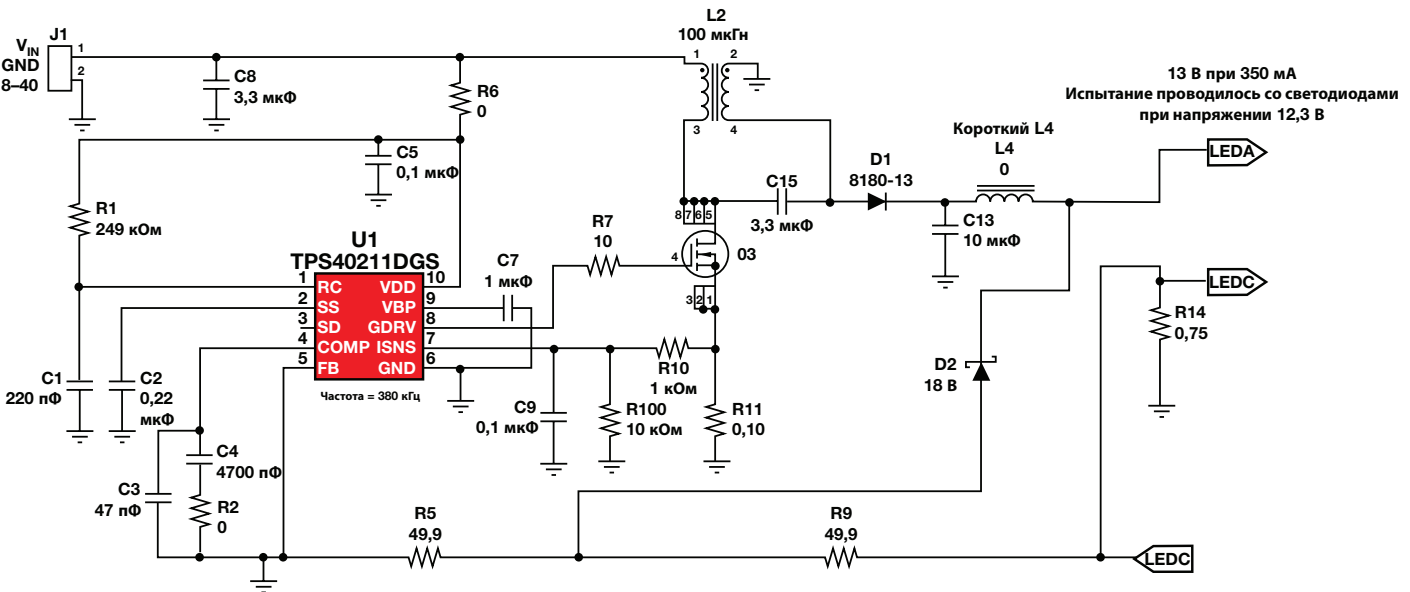 J1
V_IN
GND
8–40
1
2
C8
3,3 мкФ
R6
0
L2
100 мкГн
1
2
3
4
13 В при 350 мА
Испытание проводилось со светодиодами
при напряжении 12,3 В
C5
0,1 мкФ
R1
249 кОм
Короткий L4
L4
0
LEDA
D1
8180-13
C15
3,3 мкФ
C13
10 мкФ
8 7 6 5
R7
10
4
03
3 2 1
U1
TPS40211DGS
1 RC VDD 10
2 SS VBP 9
3 SD GDRV 8
4 COMP ISNS 7
5 FB GND 6
Частота = 380 кГц
C7
1 мкФ
LEDC
R14
0,75
D2
18 В
R10
1 кОм
C1
220 пФ
C2
0,22
мкФ
C9
0,1 мкФ
R100
10 кОм
R11
0,10
C4
4700 пФ
C3
47 пФ
R2
0
R5
49,9
R9
49,9
LEDC